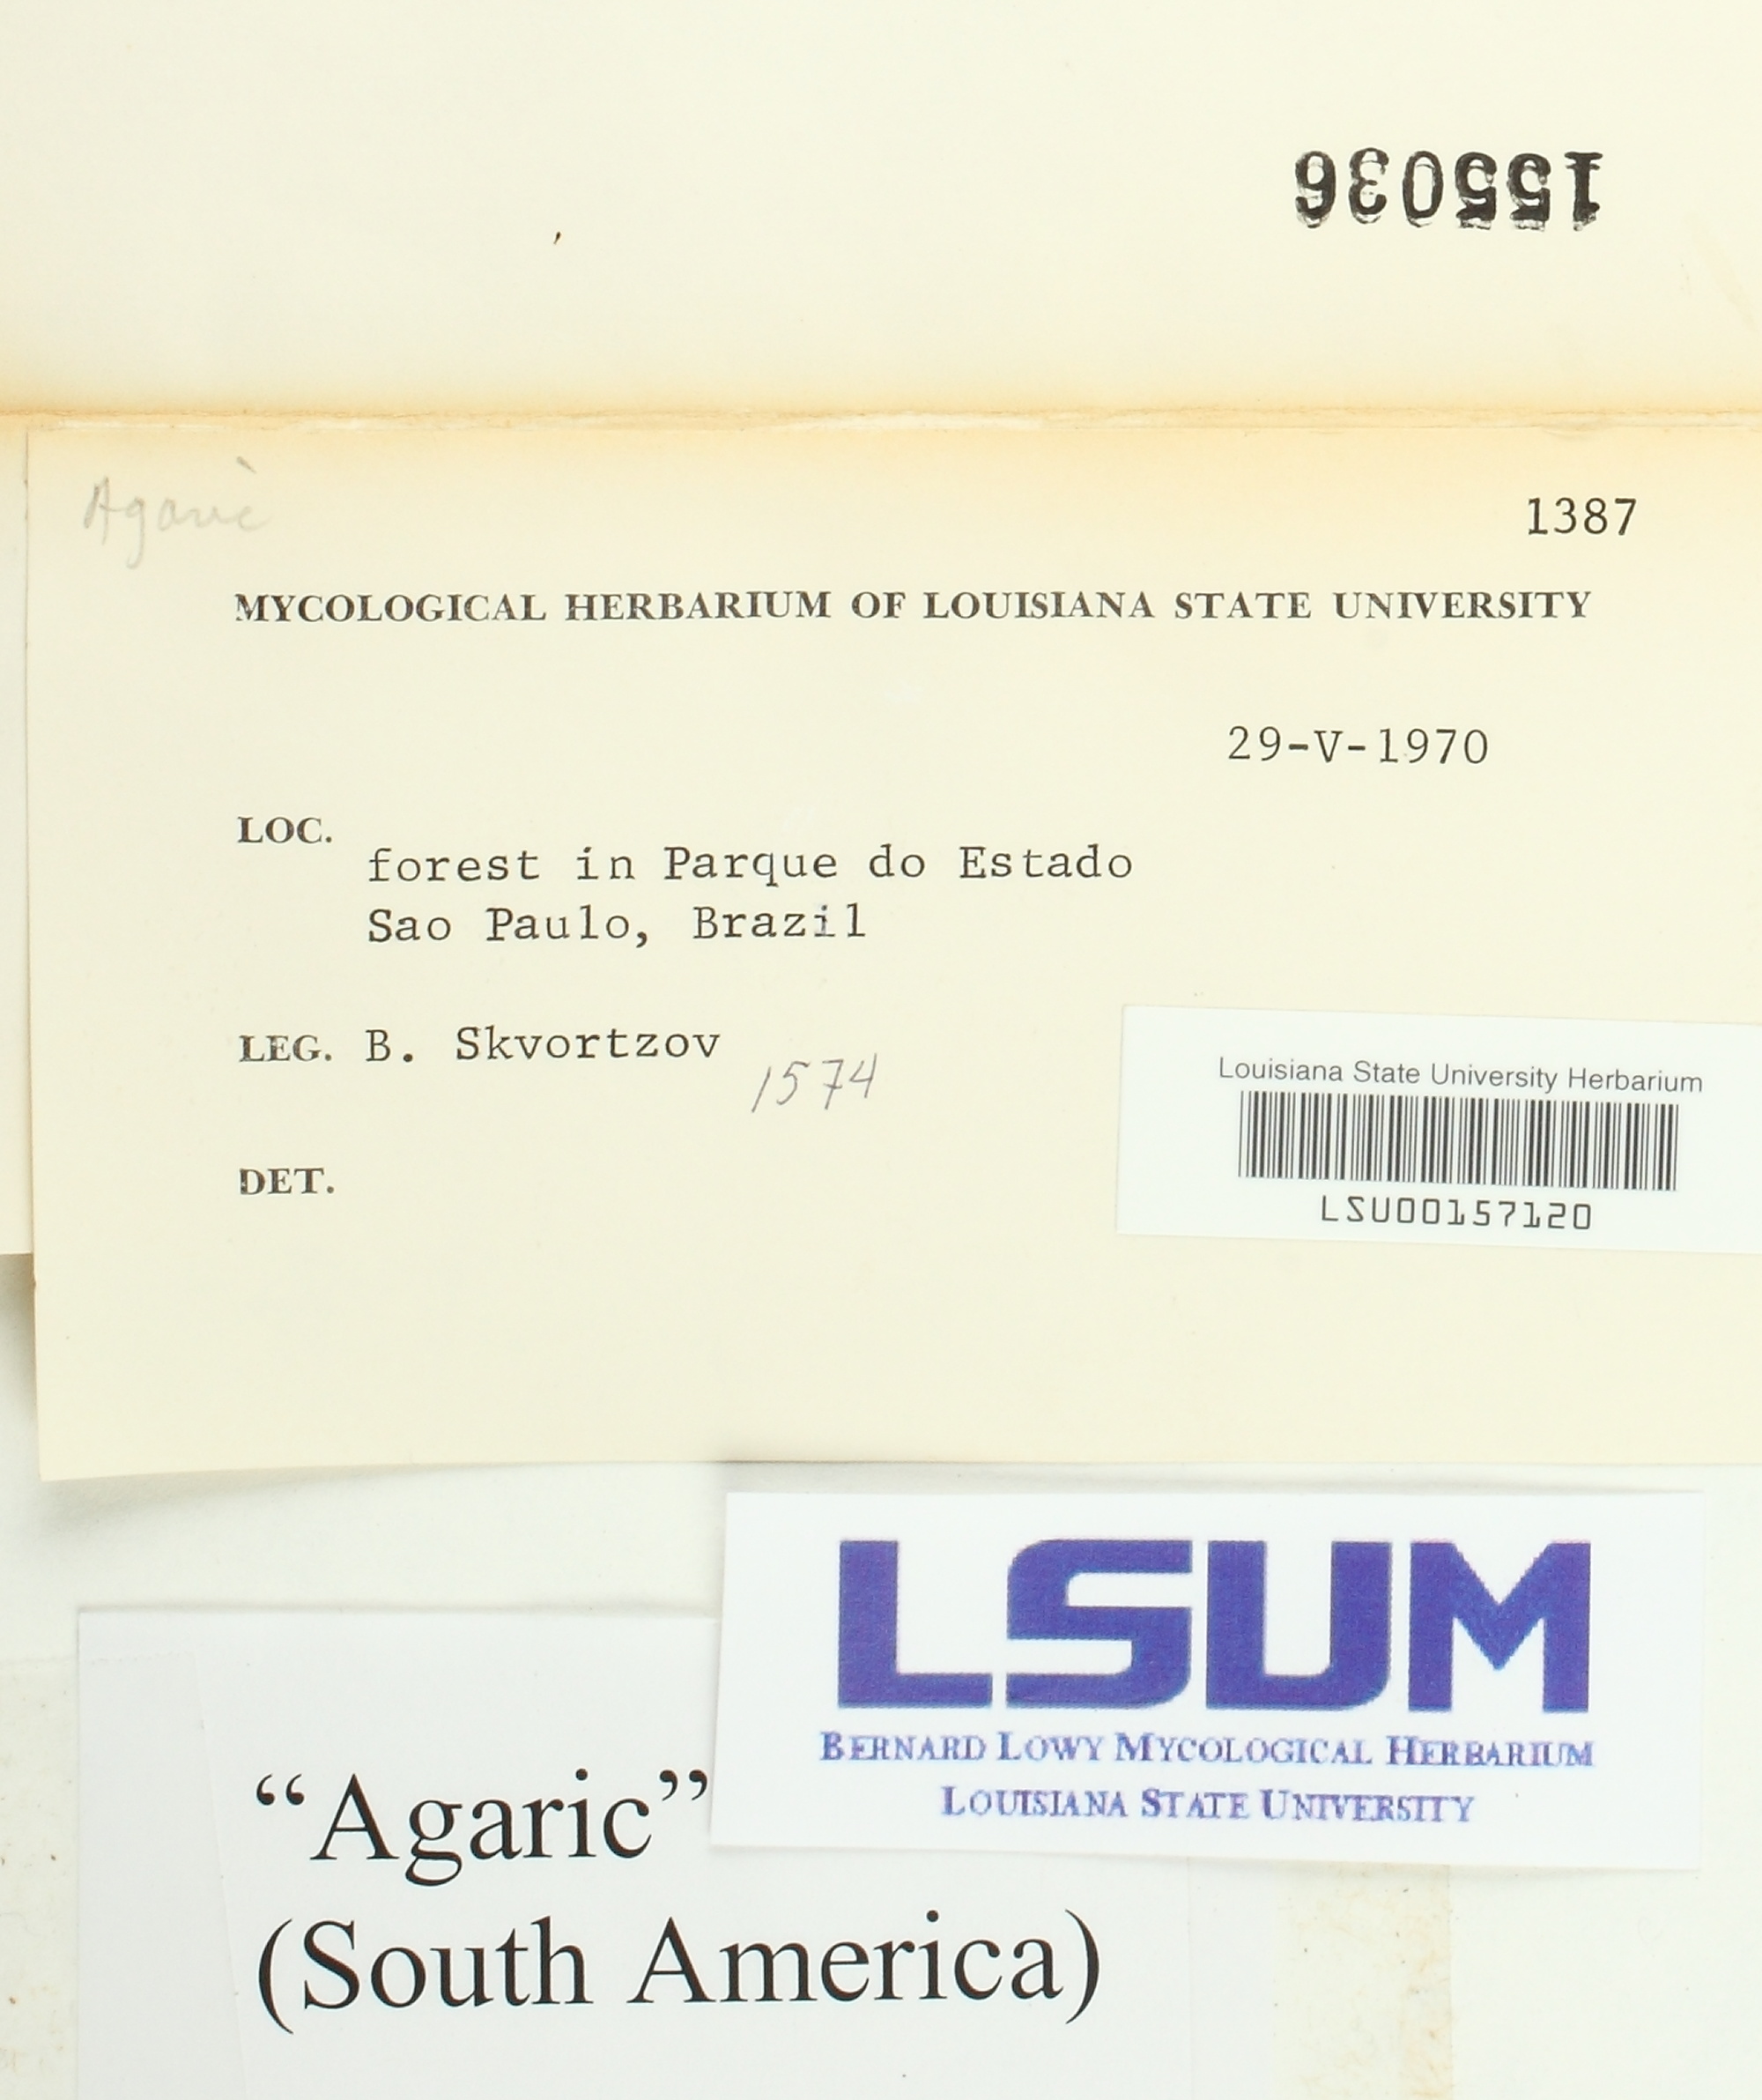 155036
Agaric
1387
MYCOLOGICAL HERBARIUM OF LOUISIANA STATE UNIVERSITY
29-V-1970
LOC.
forest in Parque do Estado
Sao Paulo, Brazil
LEG. B. Skvortzov
1574
DET.
Louisiana State University Herbarium
LSU00157120
LSUM
BERNARD LOWY MYCOLOGICAL HERBARIUM
LOUISIANA STATE UNIVERSITY
“Agaric”
(South America)